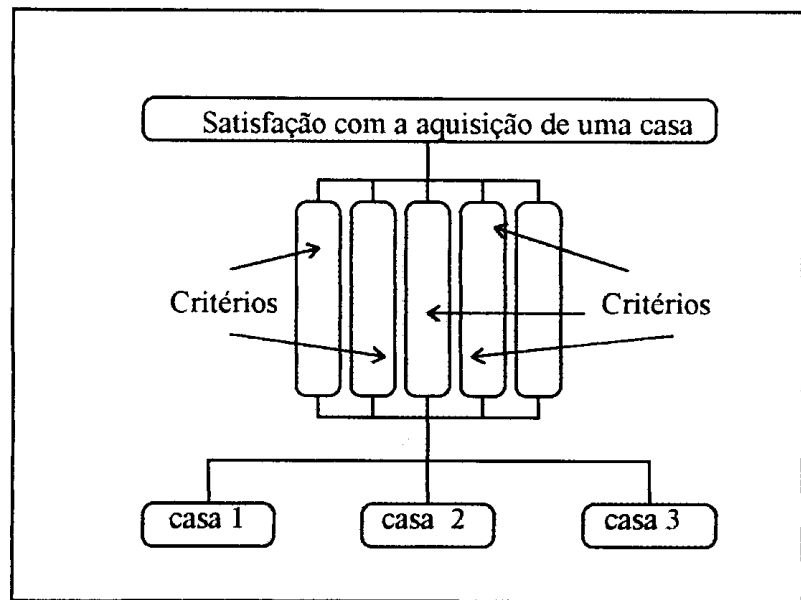 Satisfação com a aquisição de uma casa
Critérios
Critérios
casa 1
casa 2
casa 3